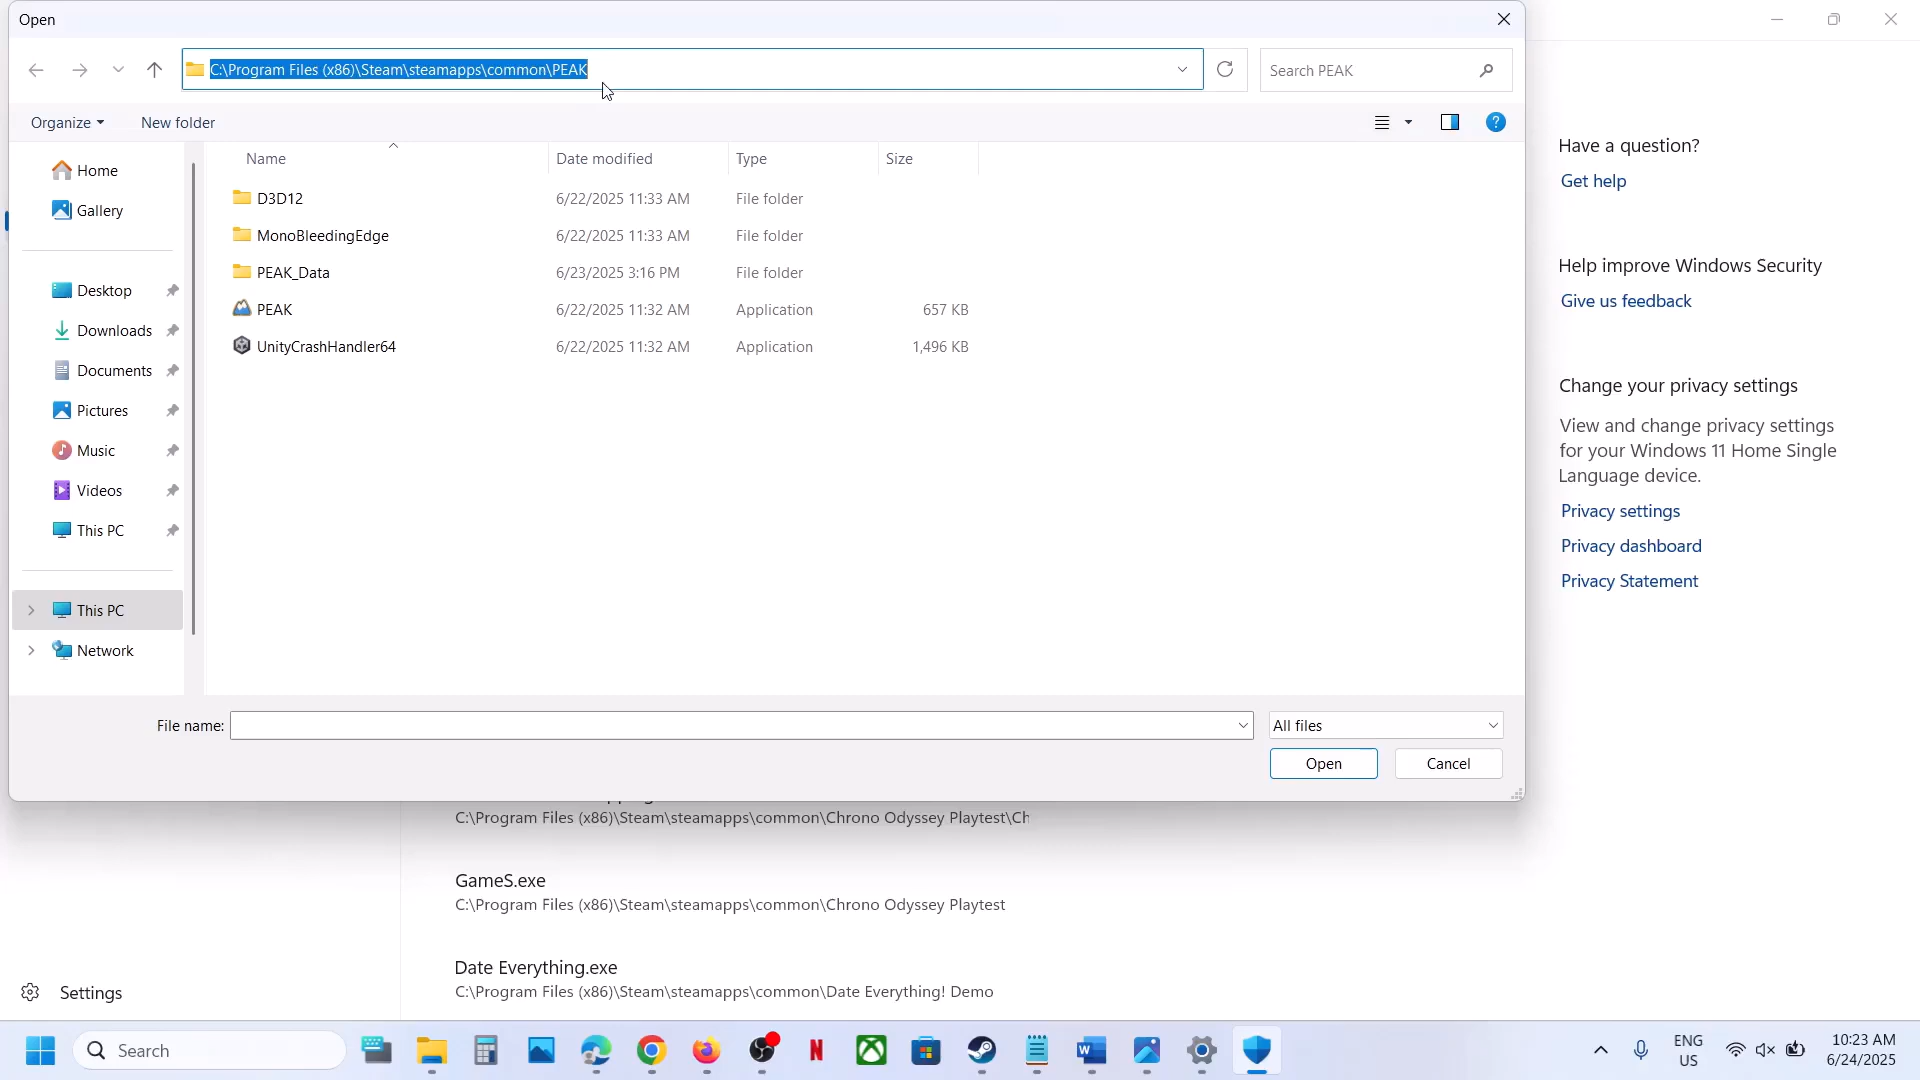 Open
C:\Program Files (x86)\Steam\steamapps\common\PEAK
Search PEAK
Organize
New folder
Name
Date modified
Type
Size
Home
Gallery
Desktop
Downloads
Documents
Pictures
Music
Videos
This PC
This PC
Network
D3D12 6/22/2025 11:33 AM File folder
MonoBleedingEdge 6/22/2025 11:33 AM File folder
PEAK_Data 6/23/2025 3:16 PM File folder
PEAK 6/22/2025 11:32 AM Application 657 KB
UnityCrashHandler64 6/22/2025 11:32 AM Application 1,496 KB
File name:
All files
Open
Cancel
Have a question?
Get help
Help improve Windows Security
Give us feedback
Change your privacy settings
View and change privacy settings
for your Windows 11 Home Single
Language device.
Privacy settings
Privacy dashboard
Privacy Statement
C:\Program Files (x86)\Steam\steamapps\common\Chrono Odyssey Playtest\Ch
GameS.exe
C:\Program Files (x86)\Steam\steamapps\common\Chrono Odyssey Playtest
Date Everything.exe
C:\Program Files (x86)\Steam\steamapps\common\Date Everything! Demo
Settings
Search
ENG
US
10:23 AM
6/24/2025